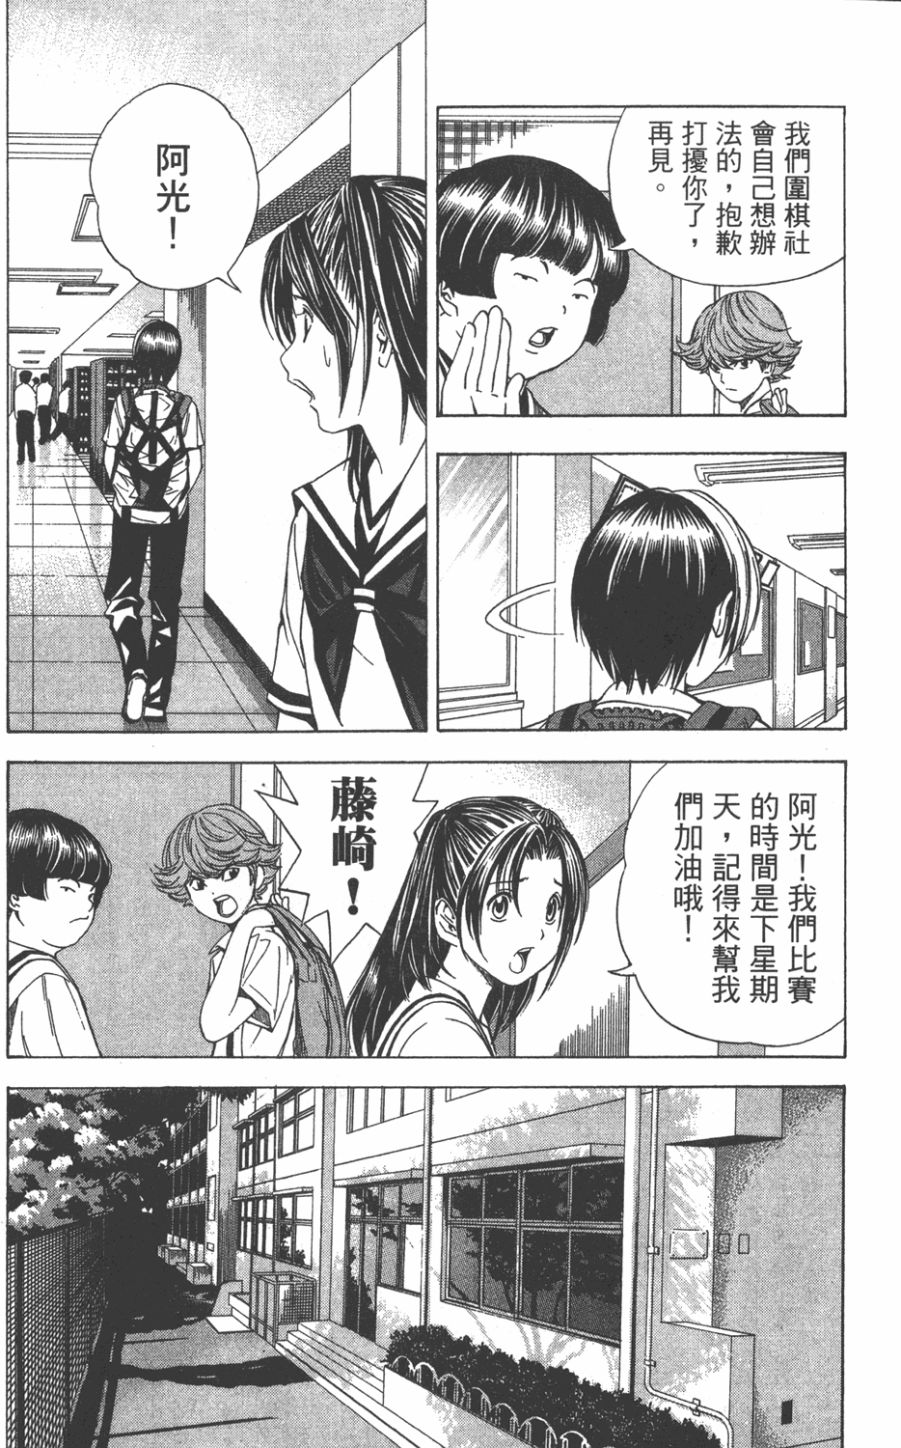 我們圍棋社
會自己想辦
法的，抱歉
打擾你了，
再見。
阿光！
阿光！我們比賽
的時間是下星期
天，記得來幫我
們加油哦！
藤崎！
3